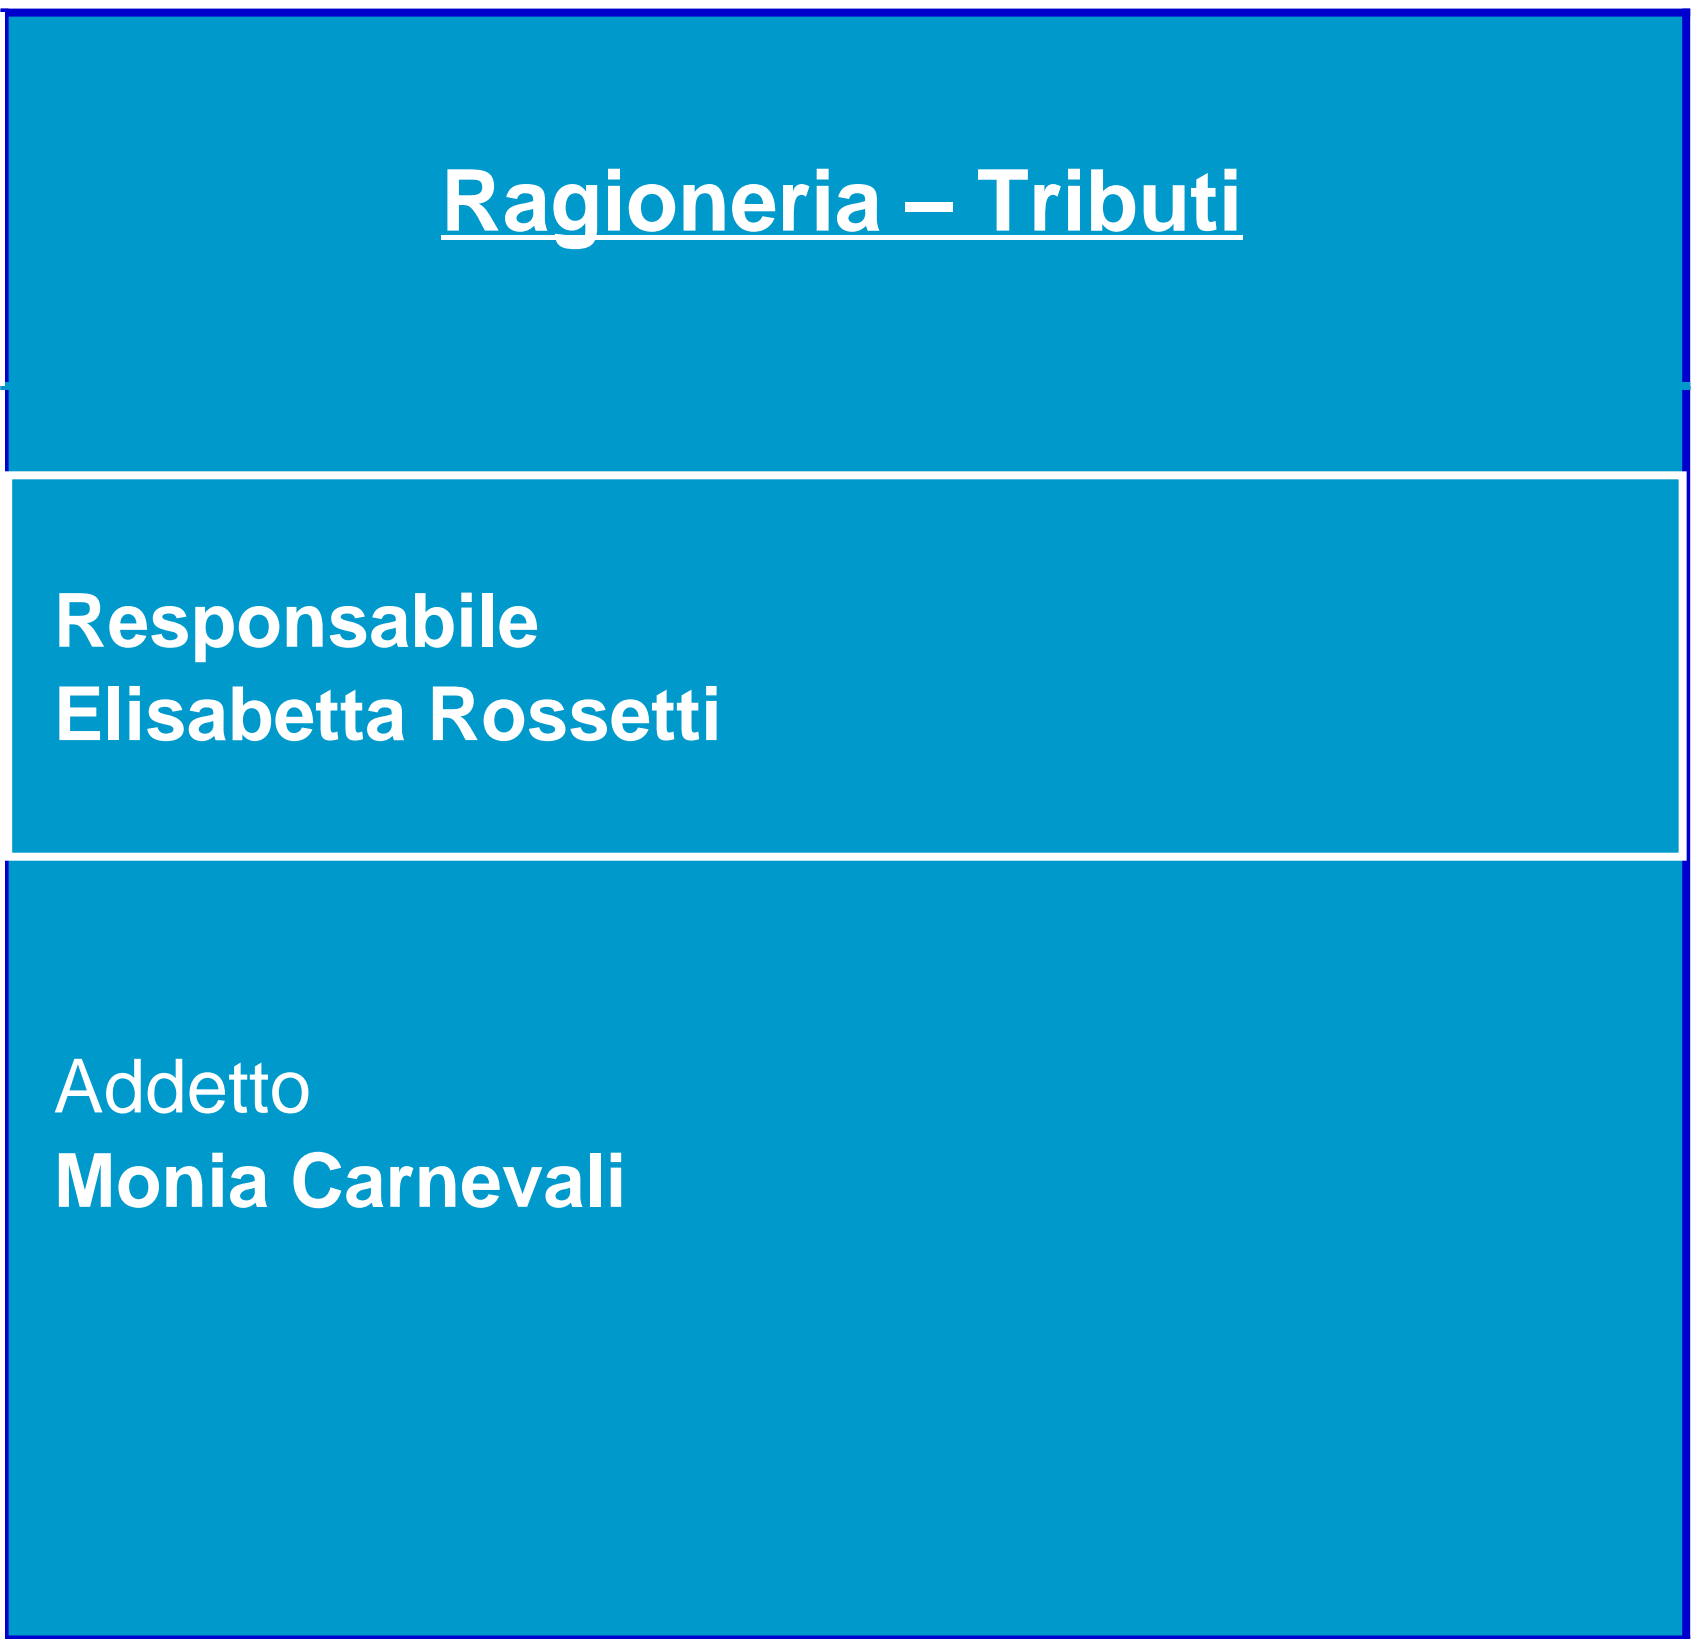 Ragioneria – Tributi
Responsabile
Elisabetta Rossetti
Addetto
Monia Carnevali